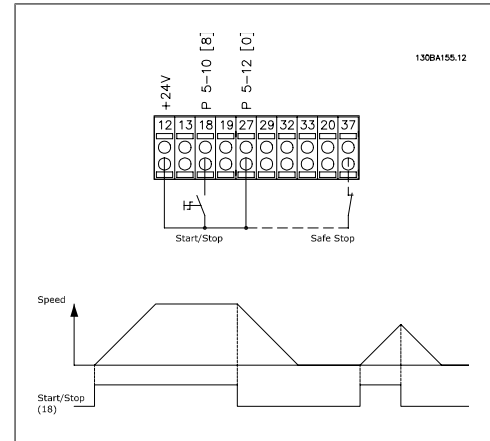 130BA155.12
+24V
P 5-10 [8]
P 5-12 [0]
12 13 18 19 27 29 32 33 20 37
Start/Stop
Safe Stop
Speed
Start/Stop
(18)